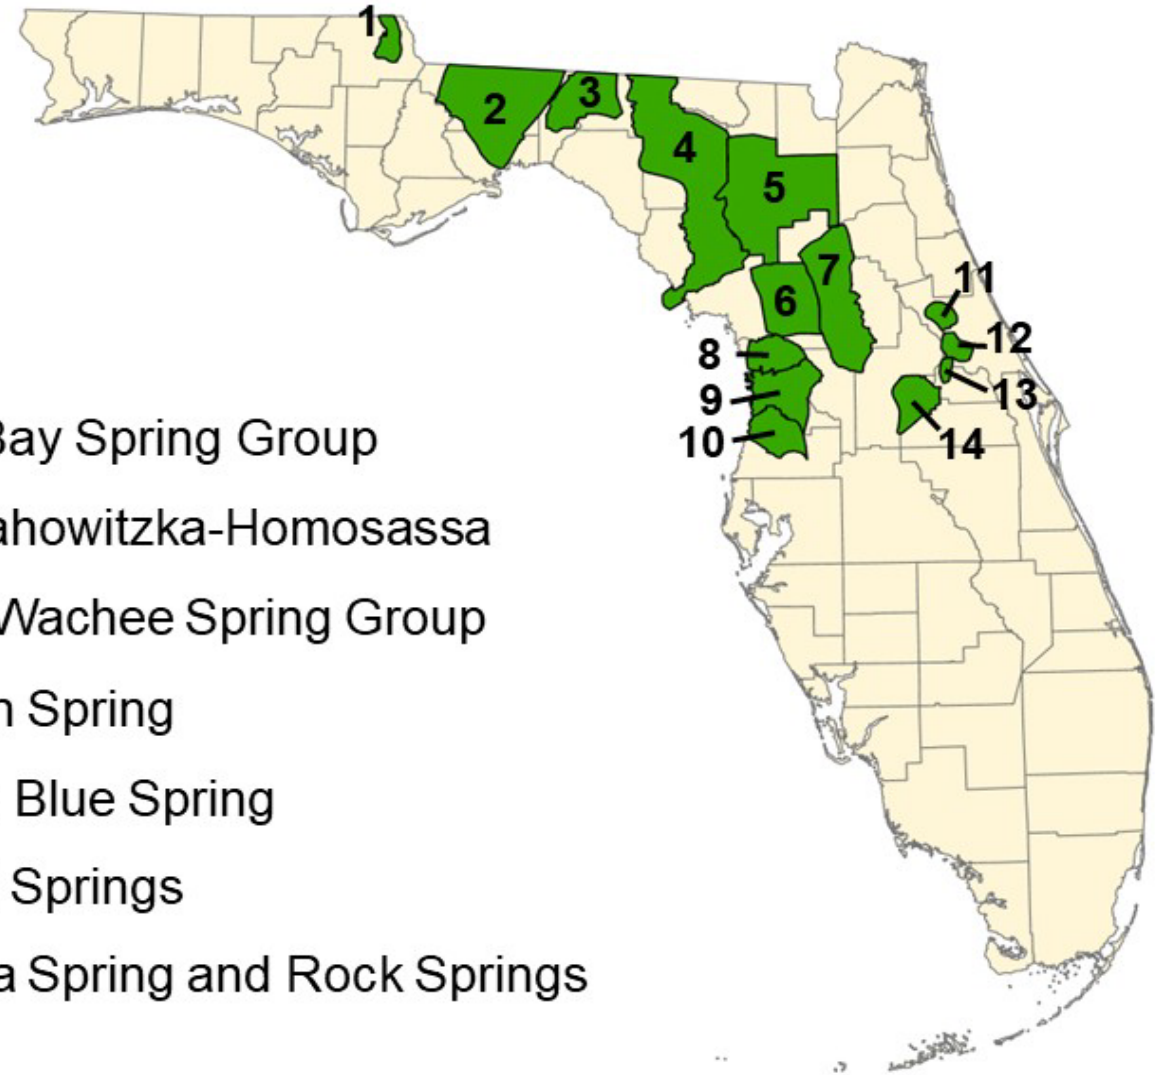 1
2
3
4
5
7
11
6
12
8
13
9
10
14
Bay Spring Group
ahowitzka-Homosassa
Wachee Spring Group
n Spring
Blue Spring
Springs
a Spring and Rock Springs